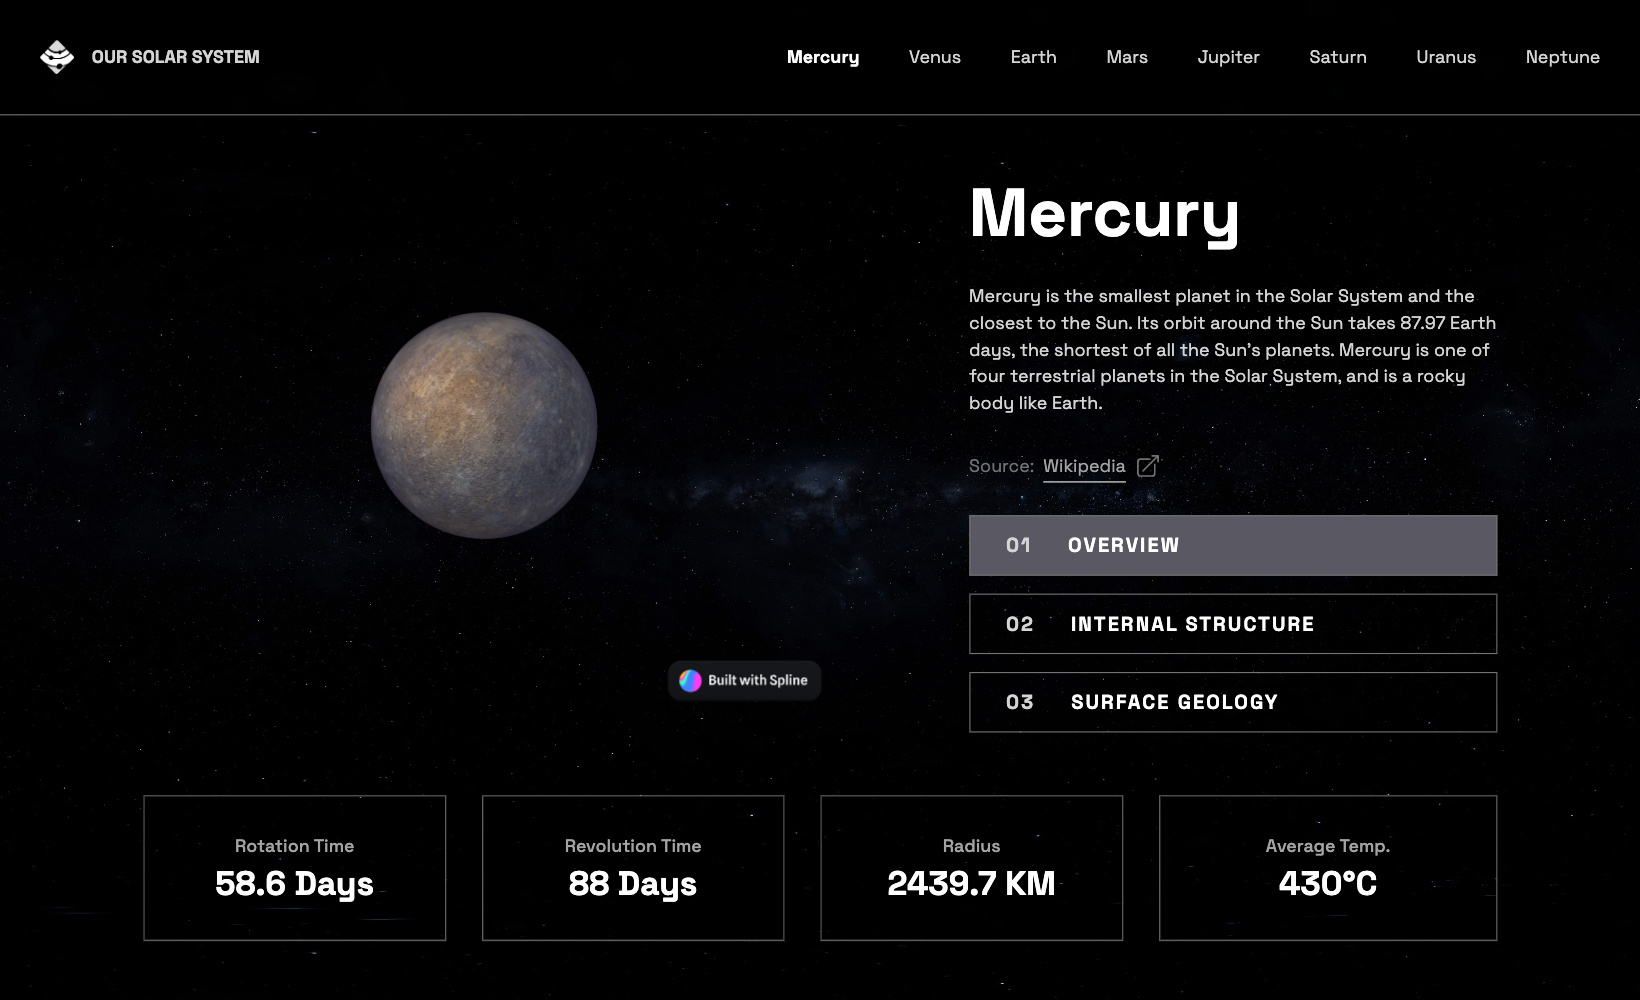 OUR SOLAR SYSTEM
Mercury
Venus
Earth
Mars
Jupiter
Saturn
Uranus
Neptune
Mercury
Mercury is the smallest planet in the Solar System and the
closest to the Sun. Its orbit around the Sun takes 87.97 Earth
days, the shortest of all the Sun's planets. Mercury is one of
four terrestrial planets in the Solar System, and is a rocky
body like Earth.
Source: Wikipedia
01 OVERVIEW
02 INTERNAL STRUCTURE
03 SURFACE GEOLOGY
Built with Spline
Rotation Time
58.6 Days
Revolution Time
88 Days
Radius
2439.7 KM
Average Temp.
430°C